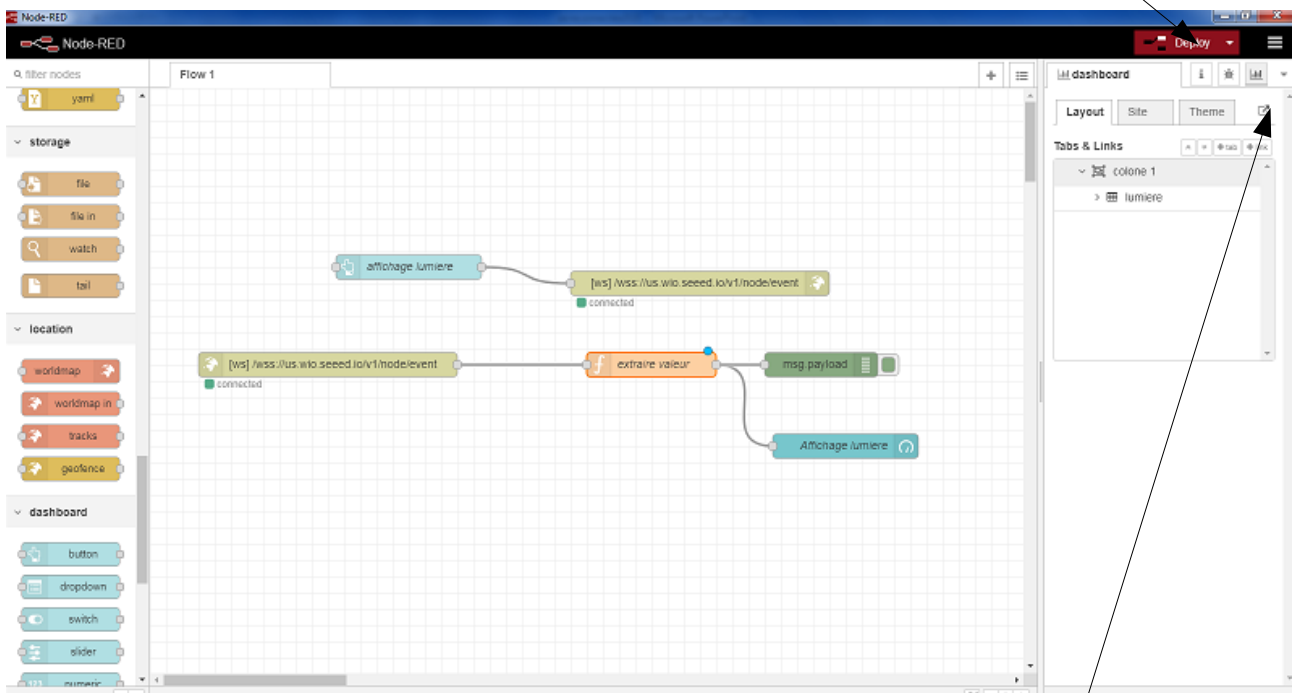 Node-RED
Node-RED
Deploy
filter nodes
Flow 1
dashboard
i
yaml
storage
file
file in
watch
tail
location
worldmap
worldmap in
tracks
geofence
dashboard
button
dropdown
switch
slider
numeric
affichage lumiere
[ws] /wss://us.wio.seeed.io/v1/node/event
connected
[ws] /wss://us.wio.seeed.io/v1/node/event
connected
extraire valeur
msg.payload
Affichage lumiere
Layout Site Theme
Tabs & Links
tab
colone 1
lumiere